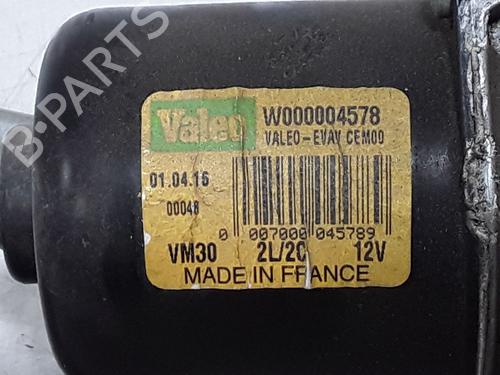 B-PARTS
Valeo W000004578
VALEO-EVAV CEM00
01.04.16
00048
0 007000 045789
VM30 2L/2C 12V
MADE IN FRANCE